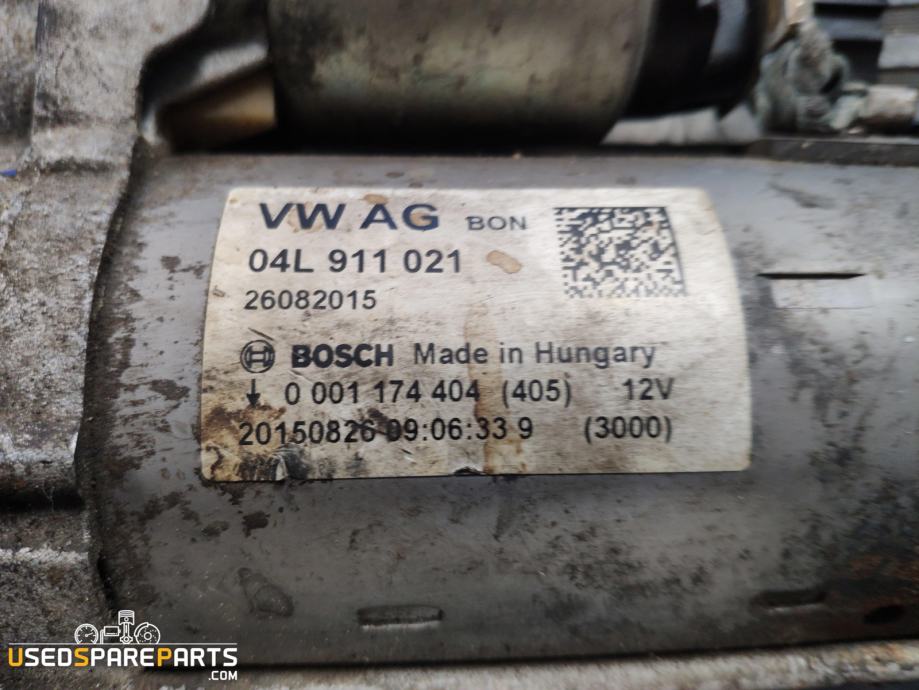 VW AG BON
04L 911 021
26082015
BOSCH Made in Hungary
0 001 174 404 (405) 12V
20150826 09:06:33 9 (3000)
USEDSPAREPARTS
.COM